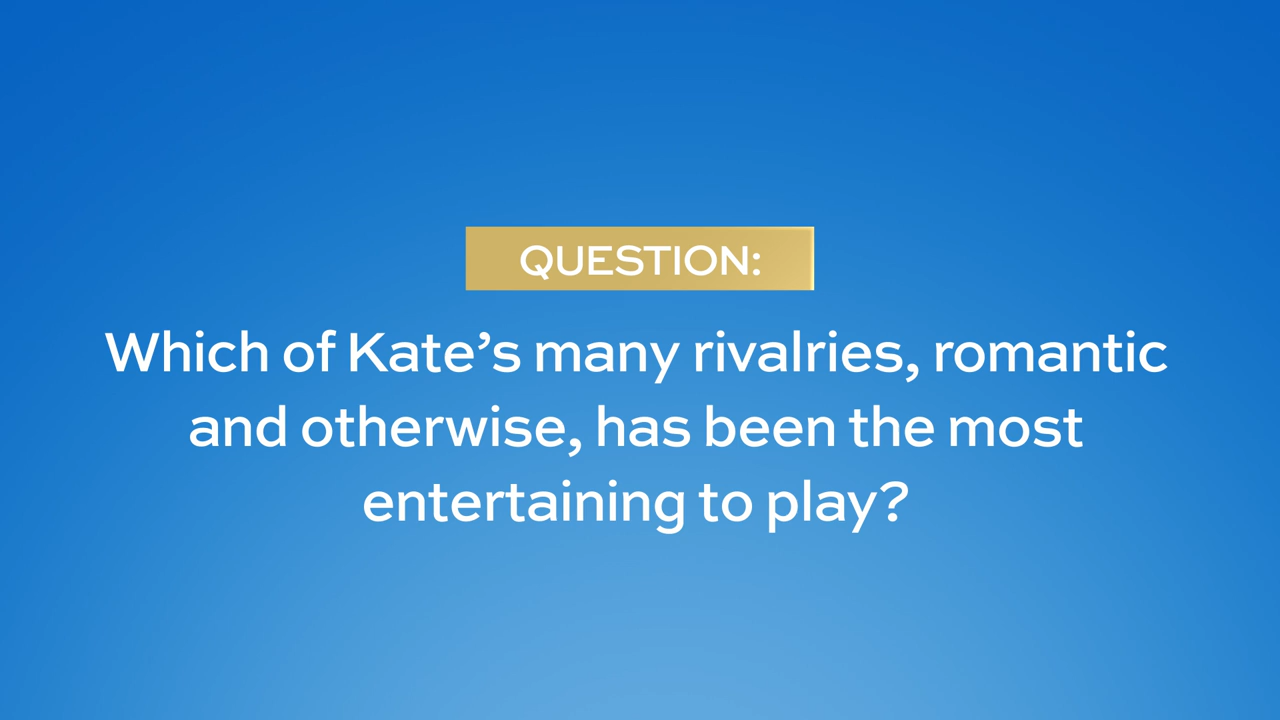 QUESTION:
Which of Kate’s many rivalries, romantic
and otherwise, has been the most
entertaining to play?